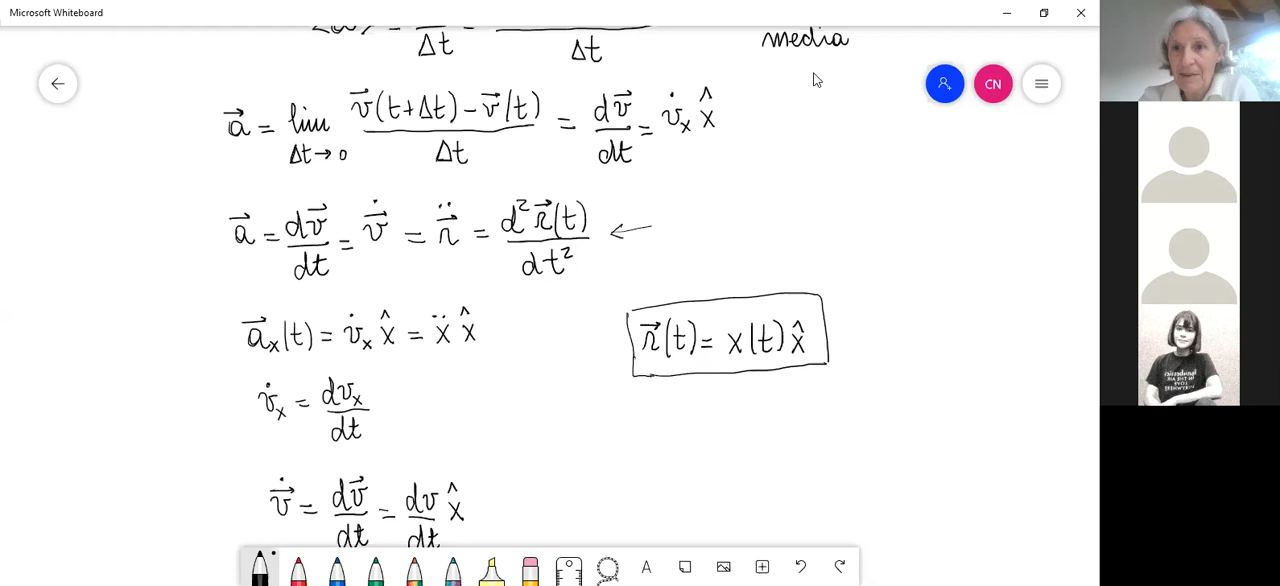 Microsoft Whiteboard
Δt = Δt
media
CN
a⃗ = lim Δt→0 (v⃗(t+Δt) − v⃗(t))/Δt = dv⃗/dt = v̇ₓ x̂
a⃗ = dv⃗/dt = v⃗̇ = r⃗̈ = d²r⃗(t)/dt² ←
a⃗ₓ(t) = v̇ₓ x̂ = ẍ x̂
r⃗(t) = x(t) x̂
v̇ₓ = dvₓ/dt
v⃗̇ = dv⃗/dt = dv/dt x̂
A